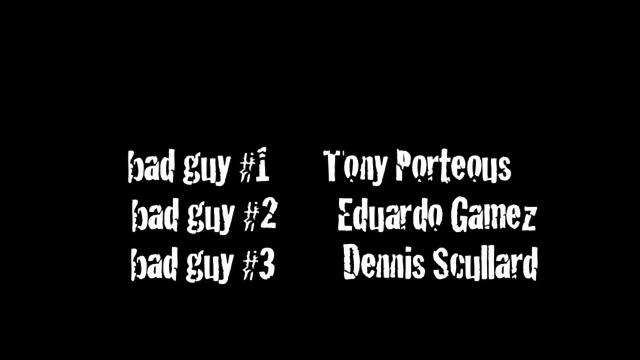 bad guy #1 Tony Porteous
bad guy #2 Eduardo Gamez
bad guy #3 Dennis Scullard